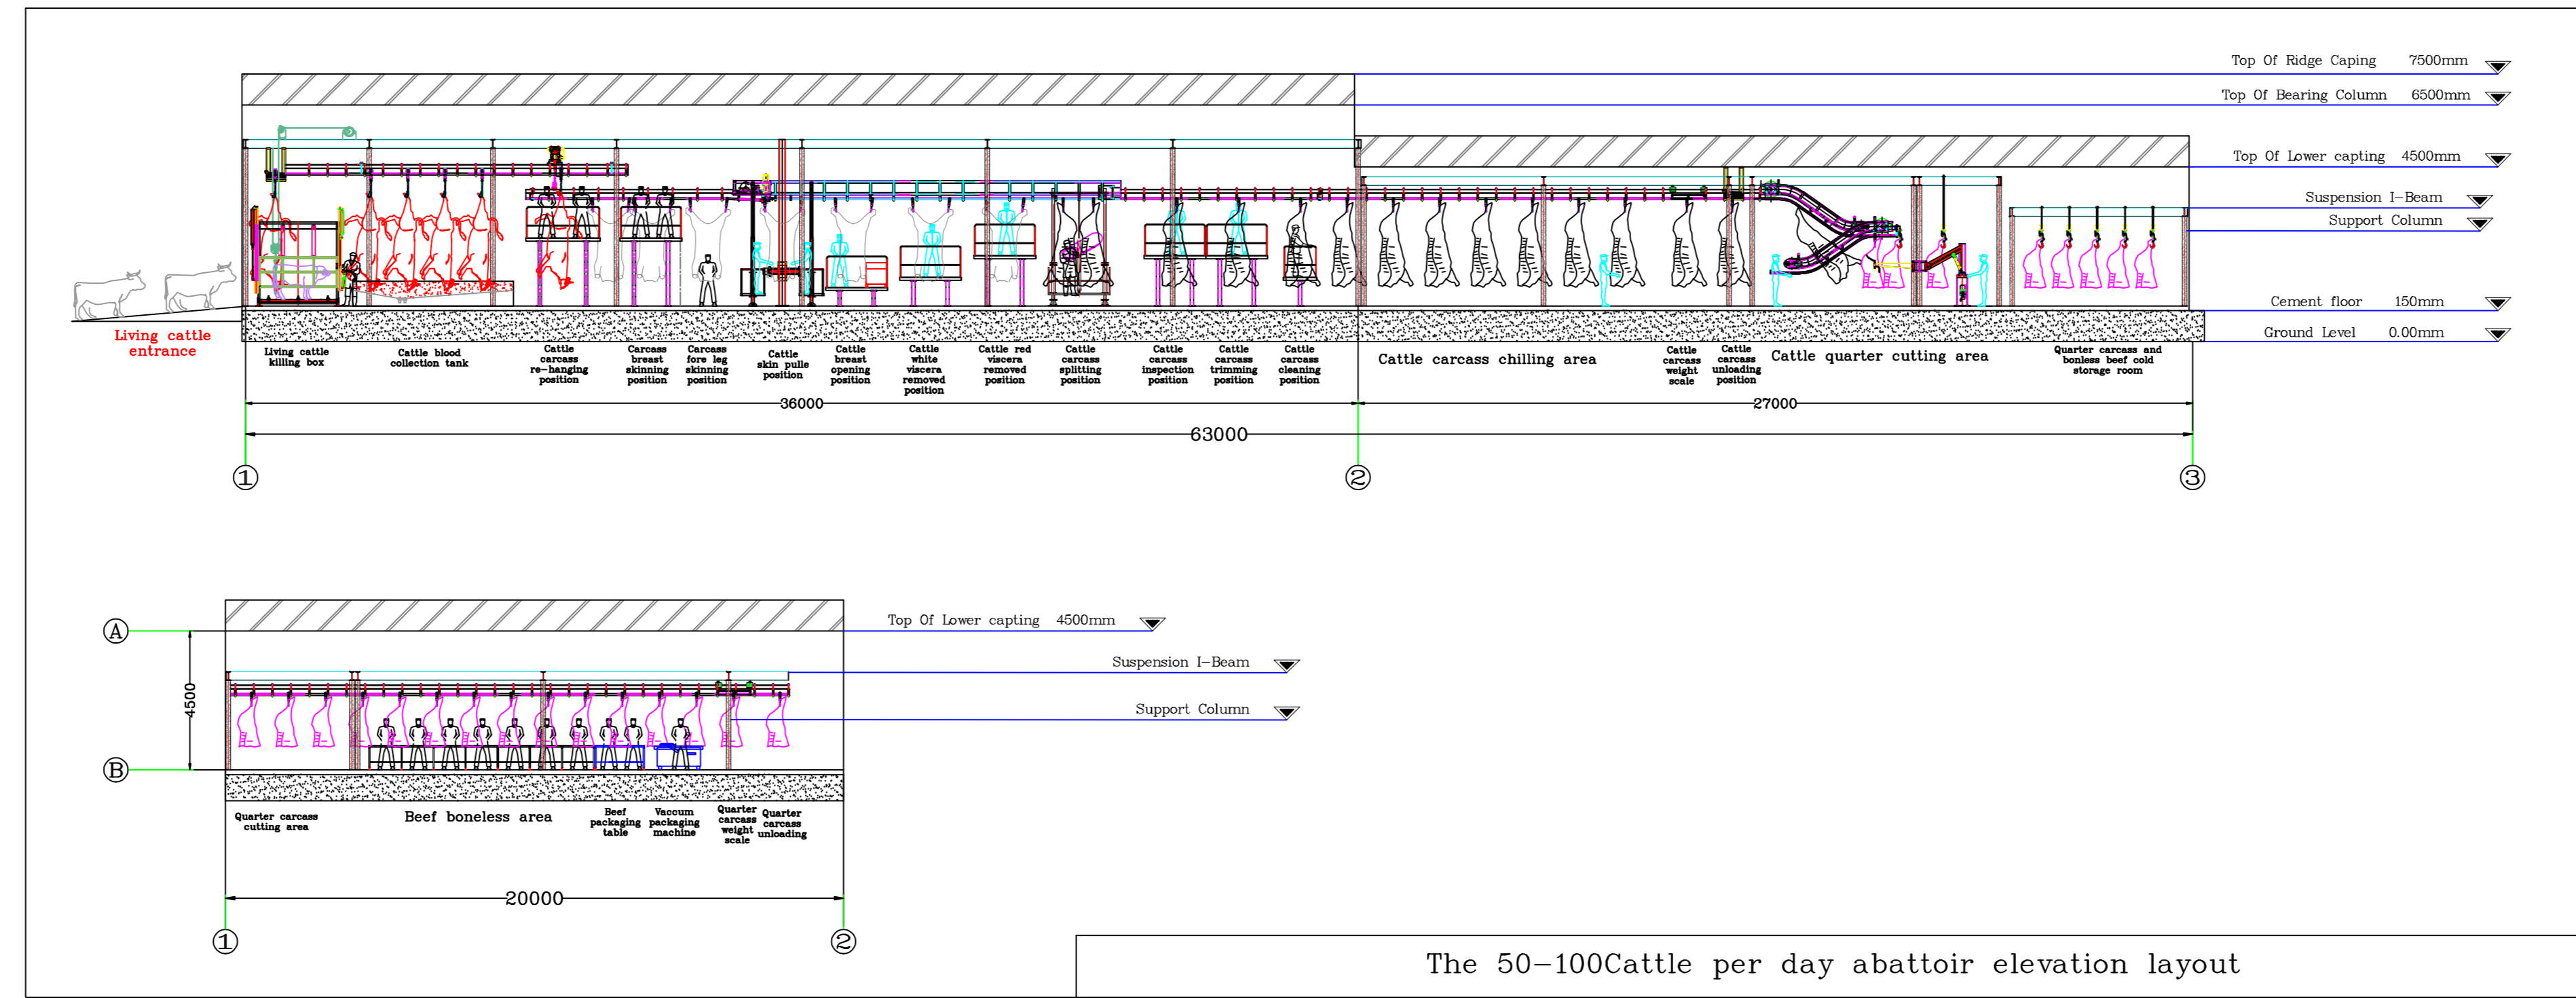 Top Of Ridge Caping 7500mm
Top Of Bearing Column 6500mm
Top Of Lower capting 4500mm
Suspension I-Beam
Support Column
Cement floor 150mm
Ground Level 0.00mm
Living cattle
entrance
Living cattle
killing box
Cattle blood
collection tank
Cattle
carcass
re-hanging
position
Carcass
breast
skinning
position
Carcass
fore leg
skinning
position
Cattle
skin pulle
position
Cattle
breast
opening
position
Cattle
white
viscera
removed
position
Cattle red
viscera
removed
position
Cattle
carcass
splitting
position
Cattle
carcass
inspection
position
Cattle
carcass
trimming
position
Cattle
carcass
cleaning
position
Cattle carcass chilling area
Cattle
carcass
weight
scale
Cattle
carcass
unloading
position
Cattle quarter cutting area
Quarter carcass and
bonless beef cold
storage room
36000
27000
63000
1
2
3
A
B
4500
Top Of Lower capting 4500mm
Suspension I-Beam
Support Column
Quarter carcass
cutting area
Beef boneless area
Beef
packaging
table
Vaccum
packaging
machine
Quarter
carcass
weight
scale
Quarter
carcass
unloading
20000
1
2
The 50-100Cattle per day abattoir elevation layout